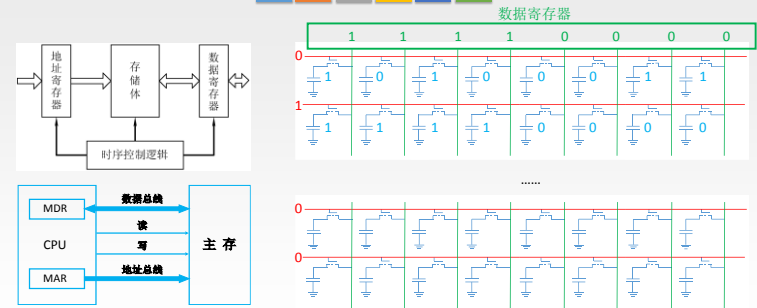 地址寄存器
存储体
数据寄存器
时序控制逻辑
MDR
CPU
MAR
数据总线
读
写
地址总线
主存
数据寄存器
1 1 1 1 0 0 0 0
0
1 0 1 0 0 0 1 1
1
1 1 1 1 0 0 0 0
......
0
0